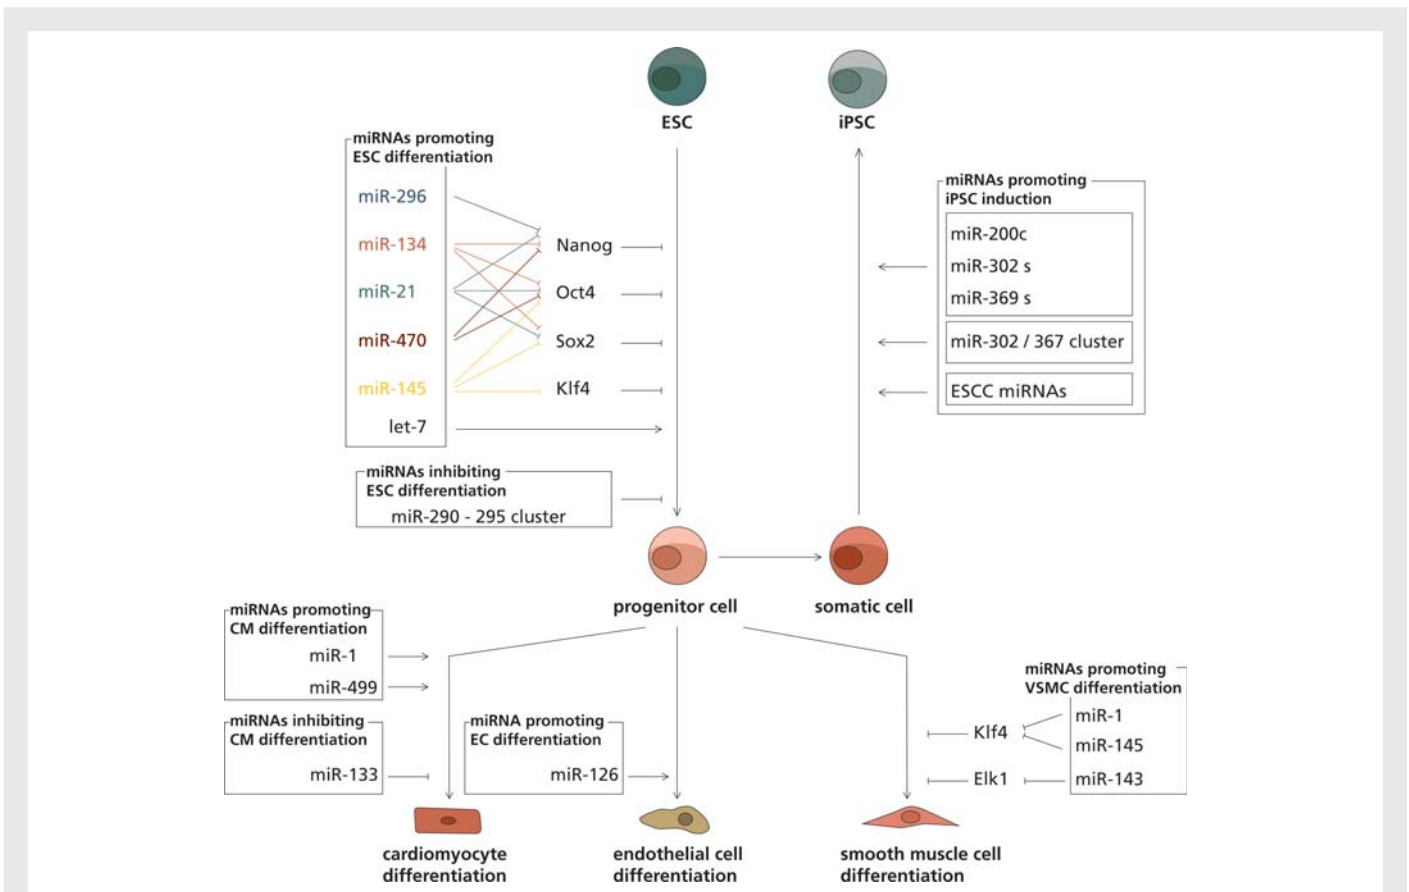 ESC
iPSC
miRNAs promoting
ESC differentiation
miR-296
miR-134
miR-21
miR-470
miR-145
let-7
Nanog
Oct4
Sox2
Klf4
miRNAs promoting
iPSC induction
miR-200c
miR-302 s
miR-369 s
miR-302 / 367 cluster
ESCC miRNAs
miRNAs inhibiting
ESC differentiation
miR-290 - 295 cluster
progenitor cell
somatic cell
miRNAs promoting
CM differentiation
miR-1
miR-499
miRNAs inhibiting
CM differentiation
miR-133
miRNA promoting
EC differentiation
miR-126
miRNAs promoting
VSMC differentiation
miR-1
miR-145
miR-143
Klf4
Elk1
cardiomyocyte
differentiation
endothelial cell
differentiation
smooth muscle cell
differentiation